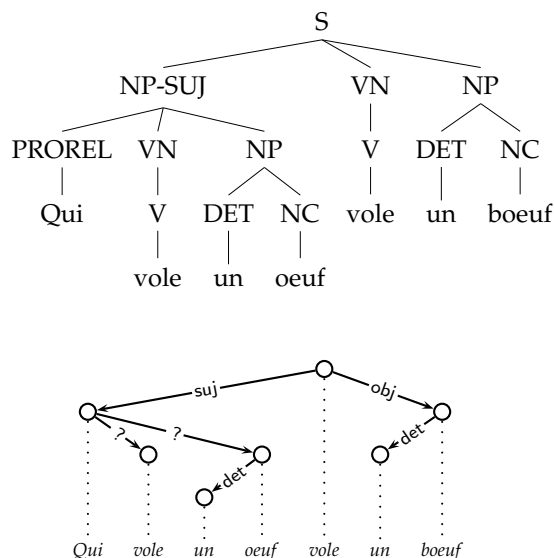 S
NP-SUJ VN NP
PROREL VN NP V DET NC
Qui V DET NC vole un boeuf
vole un oeuf
suj obj
? ? det
det
Qui vole un oeuf vole un boeuf